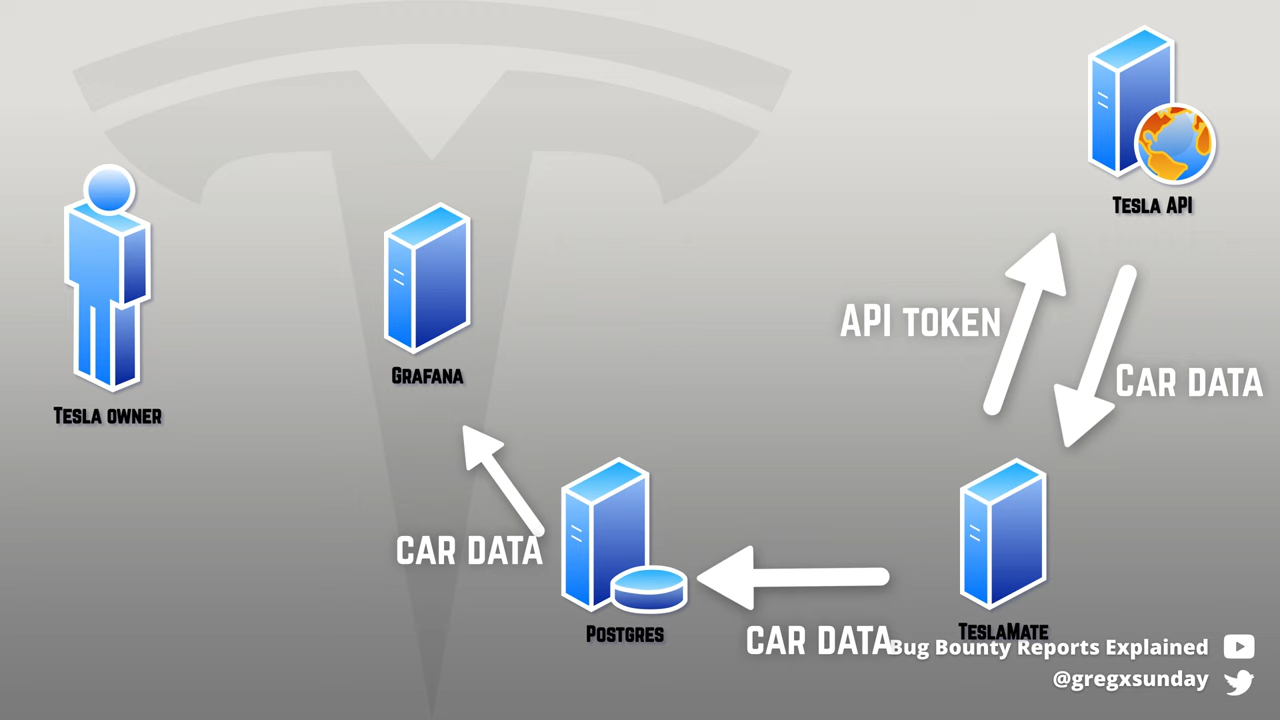 Tesla API
API token
Car data
Tesla owner
Grafana
car data
Postgres
car data
TeslaMate
Bug Bounty Reports Explained
@gregxsunday